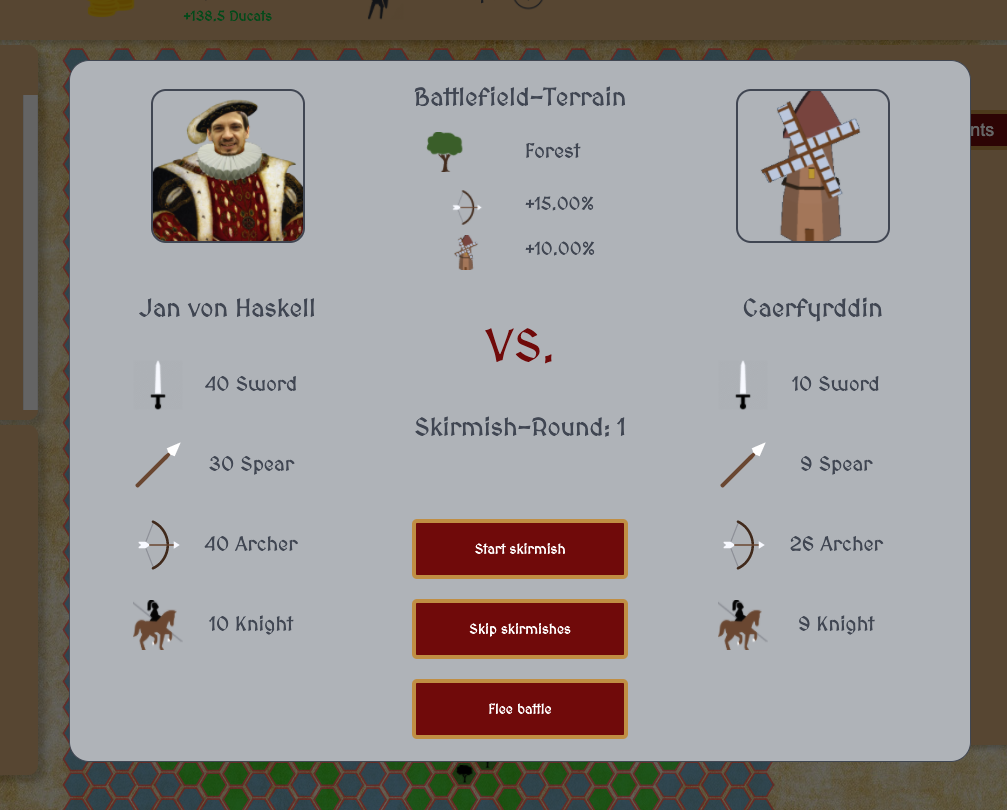 +138.5 Ducats
nts
Battlefield-Terrain
Forest
+15.00%
+10.00%
Jan von Haskell
Caerfyrddin
VS.
40 Sword
10 Sword
Skirmish-Round: 1
30 Spear
9 Spear
40 Archer
26 Archer
Start skirmish
10 Knight
9 Knight
Skip skirmishes
Flee battle